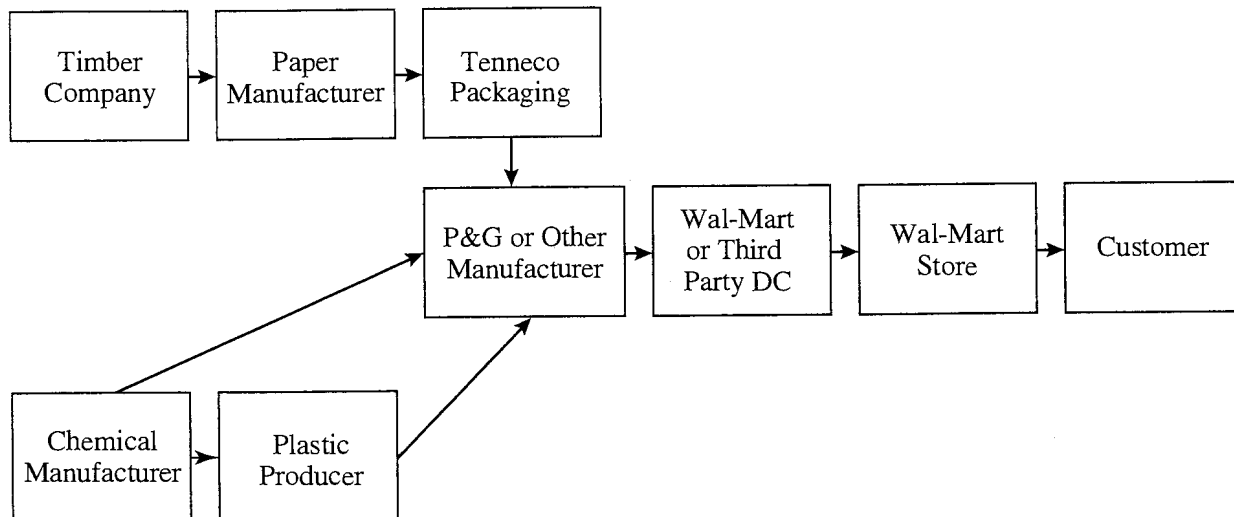 Timber
Company
Paper
Manufacturer
Tenneco
Packaging
P&G or Other
Manufacturer
Wal-Mart
or Third
Party DC
Wal-Mart
Store
Customer
Chemical
Manufacturer
Plastic
Producer